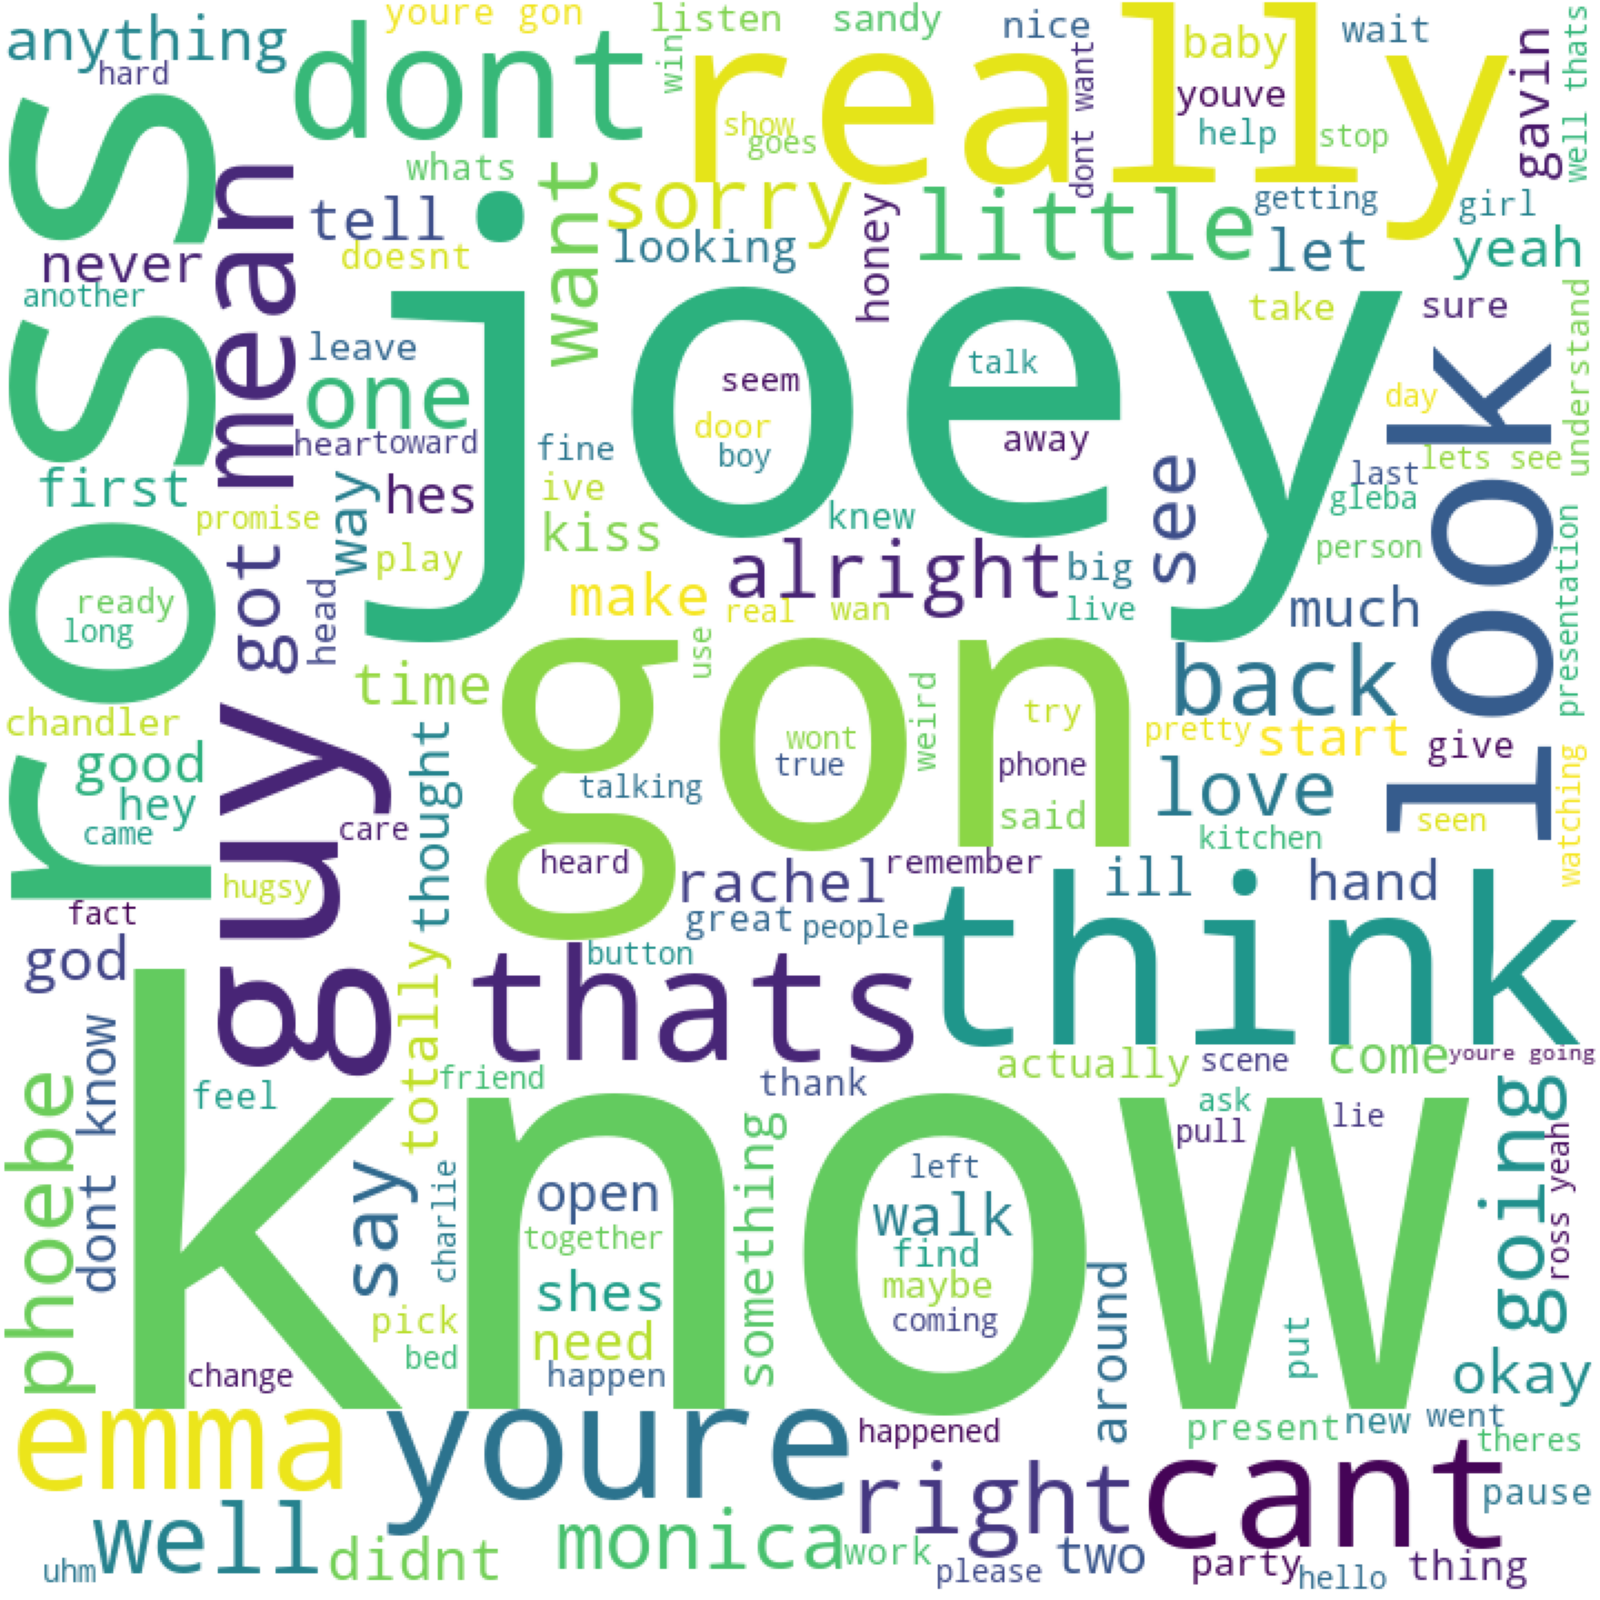 anything
youre gon
listen
sandy
nice
wait
hard
dont
win
really
baby
dont want
youve
gavin
well thats
show
goes
help
stop
ross
whats
want
sorry
little
getting
girl
mean
tell
joey
looking
honey
let
yeah
never
doesnt
another
take
sure
understand
leave
one
seem
talk
day
look
door
away
heart
toward
fine
boy
see
last
lets see
first
way
hes
ive
gleba
promise
kiss
knew
got
play
alright
person
presentation
ready
head
make
real
wan
big
live
much
long
time
gon
use
back
chandler
guy
thought
weird
try
pretty
start
give
good
wont
true
phone
watching
hey
talking
love
seen
came
care
said
kitchen
hugsy
heard
rachel
remember
ill
hand
fact
great
people
think
god
totally
button
thats
know
dont know
friend
thank
actually
scene
come
youre going
phoebe
feel
something
ask
pull
lie
going
ross yeah
say
charlie
open
left
walk
together
find
shes
maybe
around
pick
need
coming
put
bed
change
happen
okay
emma
youre
happened
present
new
went
theres
right
cant
pause
well
didnt
monica
work
two
uhm
please
party
hello
thing